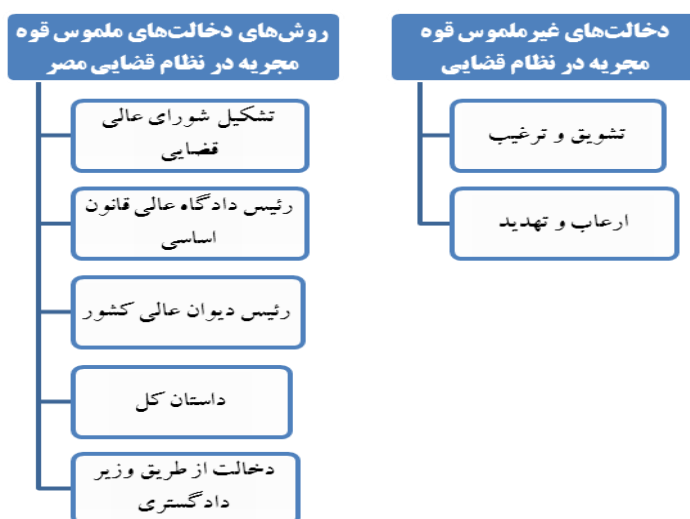 دخالت‌های غیرملموس قوه
مجریه در نظام قضایی
تشویق و ترغیب
ارعاب و تهدید
روش‌های دخالت‌های ملموس قوه
مجریه در نظام قضایی مصر
تشکیل شورای عالی
قضایی
رئیس دادگاه عالی قانون
اساسی
رئیس دیوان عالی کشور
داستان کل
دخالت از طریق وزیر
دادگستری